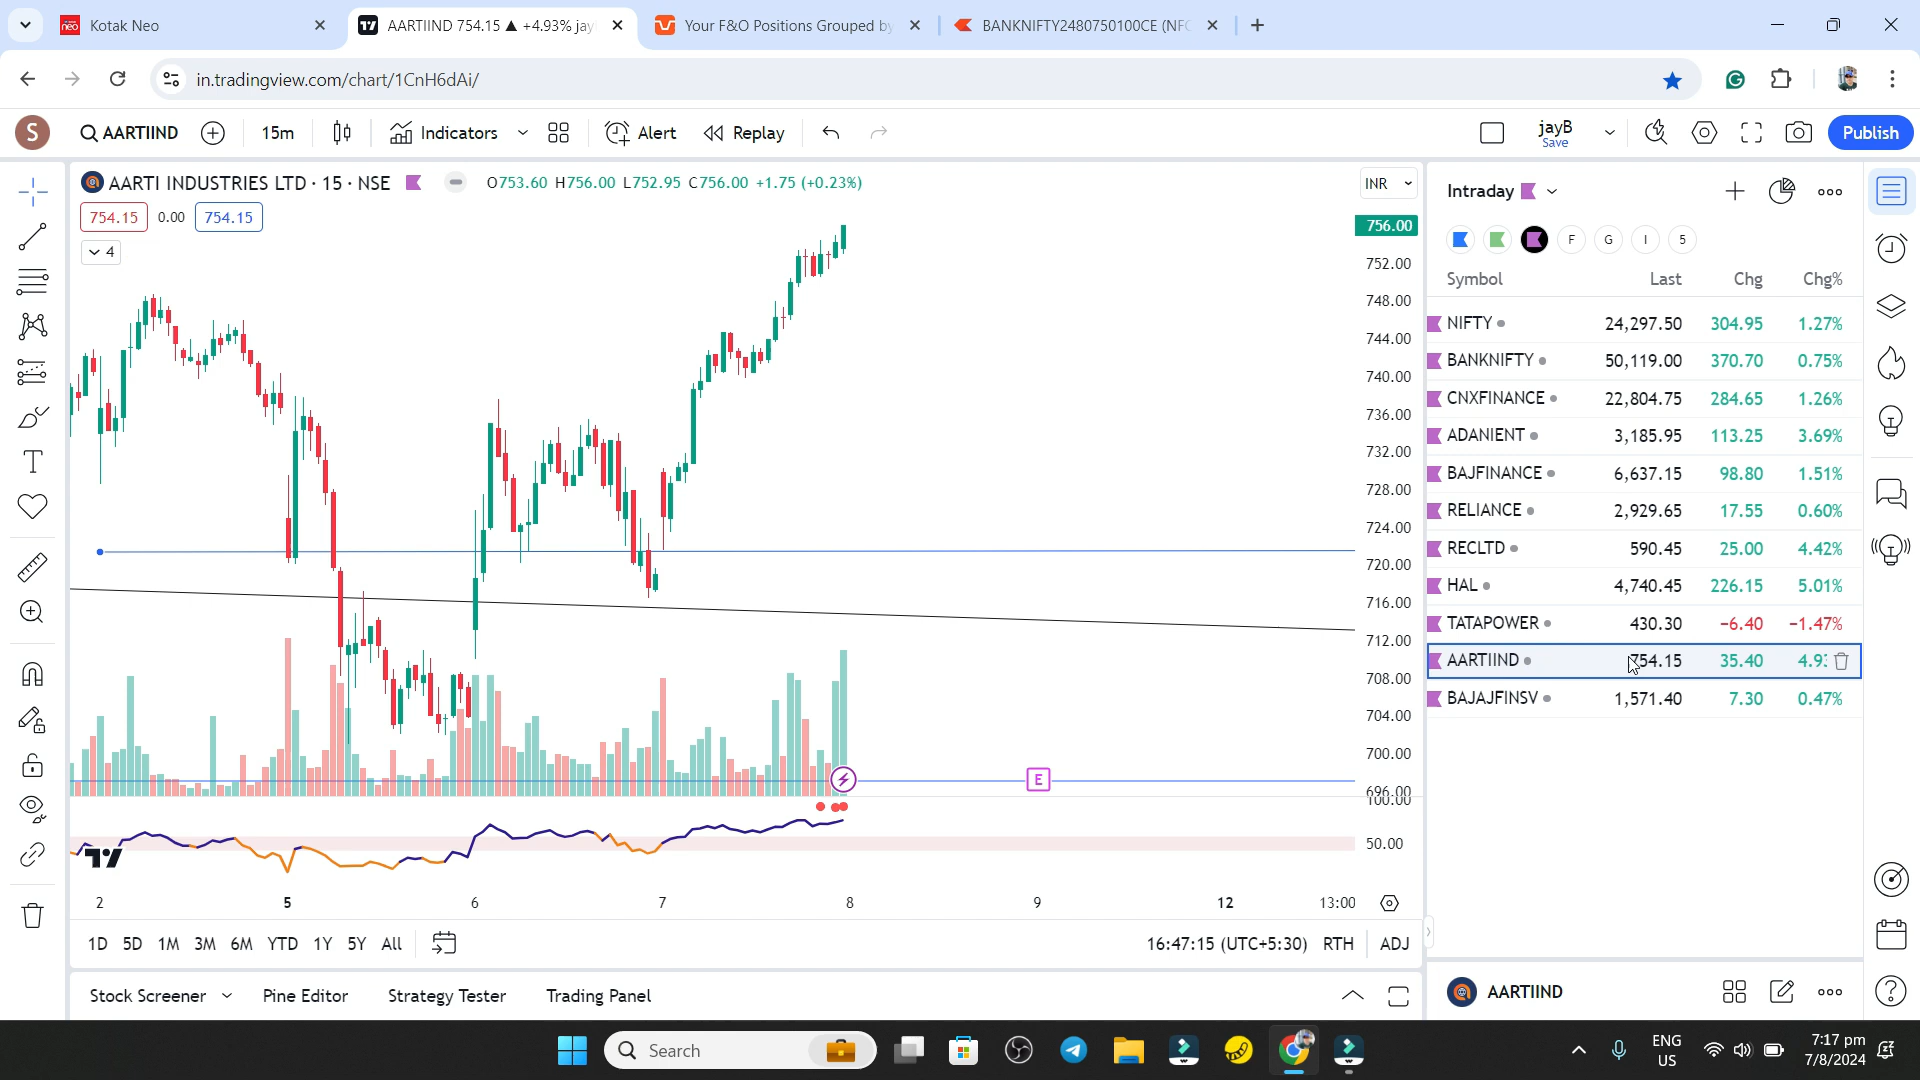 Kotak Neo
AARTIIND 754.15 ▲ +4.93% jay
Your F&O Positions Grouped by
BANKNIFTY2480750100CE (NFO
in.tradingview.com/chart/1CnH6dAi/
S
AARTIIND
15m
Indicators
Alert
Replay
jayB
Save
Publish
AARTI INDUSTRIES LTD · 15 · NSE
O753.60 H756.00 L752.95 C756.00 +1.75 (+0.23%)
754.15 0.00 754.15
4
INR
756.00
752.00
748.00
744.00
740.00
736.00
732.00
728.00
724.00
720.00
716.00
712.00
708.00
704.00
700.00
696.00
100.00
50.00
E
2 5 6 7 8 9 12 13:00
1D 5D 1M 3M 6M YTD 1Y 5Y All
16:47:15 (UTC+5:30) RTH ADJ
Stock Screener Pine Editor Strategy Tester Trading Panel
Intraday
F G I 5
Symbol Last Chg Chg%
NIFTY 24,297.50 304.95 1.27%
BANKNIFTY 50,119.00 370.70 0.75%
CNXFINANCE 22,804.75 284.65 1.26%
ADANIENT 3,185.95 113.25 3.69%
BAJFINANCE 6,637.15 98.80 1.51%
RELIANCE 2,929.65 17.55 0.60%
RECLTD 590.45 25.00 4.42%
HAL 4,740.45 226.15 5.01%
TATAPOWER 430.30 −6.40 −1.47%
AARTIIND 754.15 35.40 4.93
BAJAJFINSV 1,571.40 7.30 0.47%
AARTIIND
Search
ENG
US
7:17 pm
7/8/2024